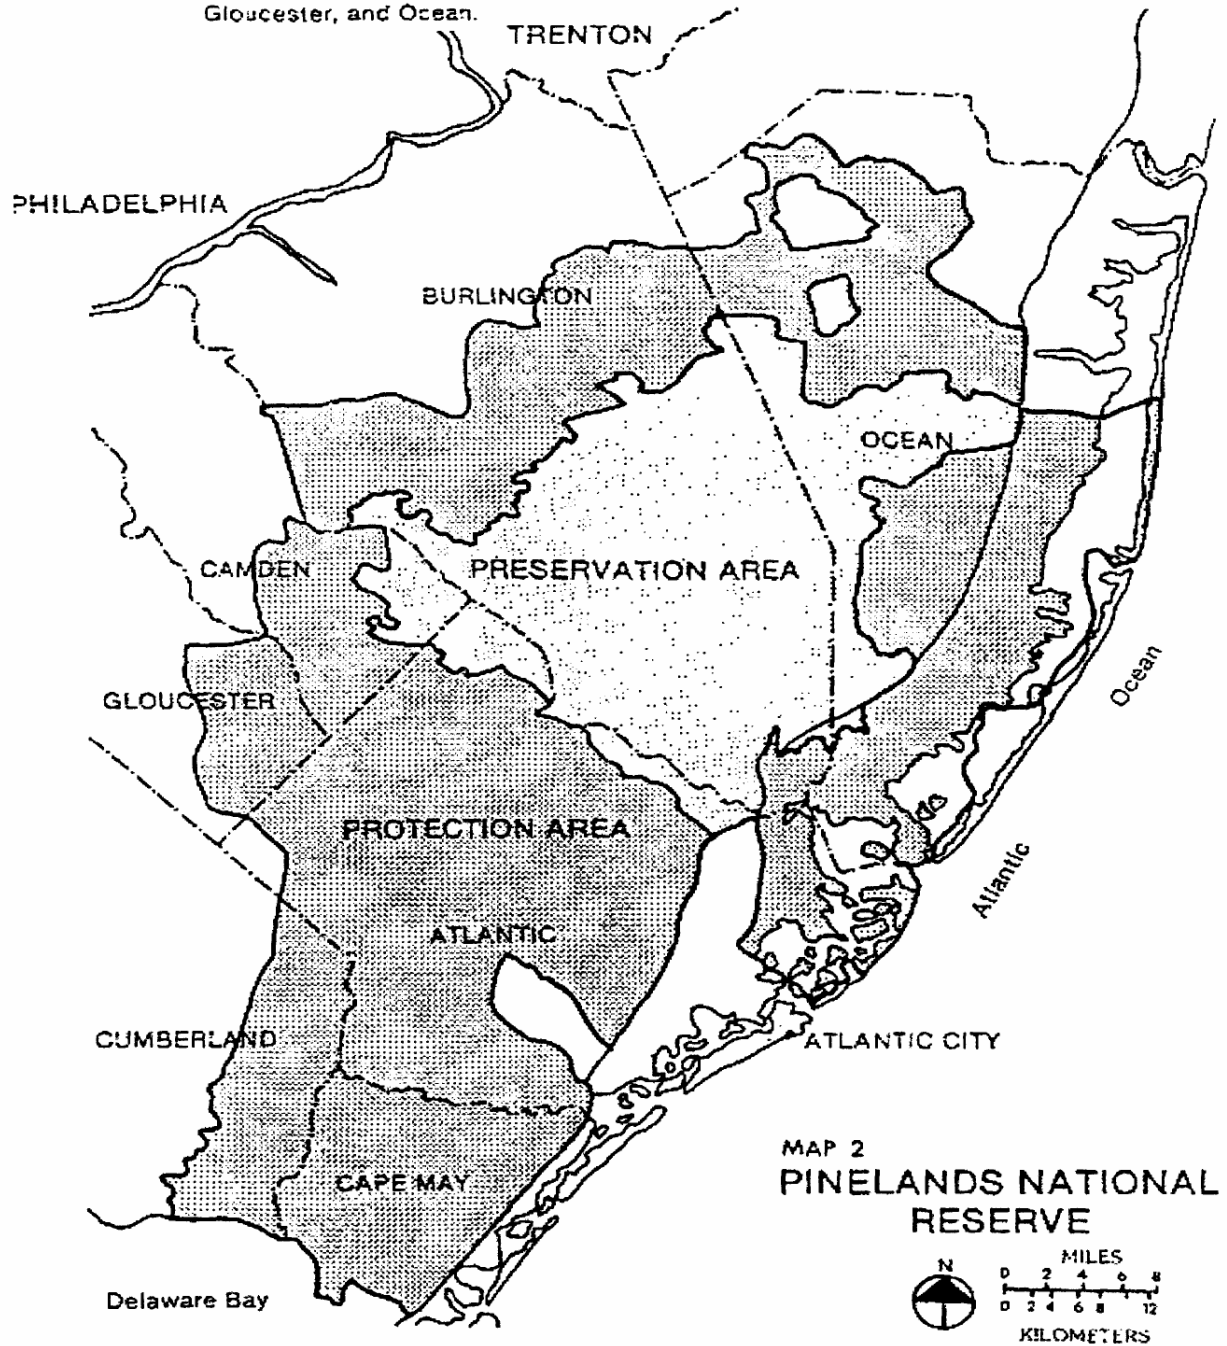 Gloucester, and Ocean.
TRENTON
PHILADELPHIA
BURLINGTON
OCEAN
CAMDEN
PRESERVATION AREA
GLOUCESTER
Ocean
PROTECTION AREA
Atlantic
ATLANTIC
CUMBERLAND
ATLANTIC CITY
MAP 2
CAPE MAY
PINELANDS NATIONAL
RESERVE
MILES
N
0 2 4 6 8
0 2 4 6 8 12
KILOMETERS
Delaware Bay